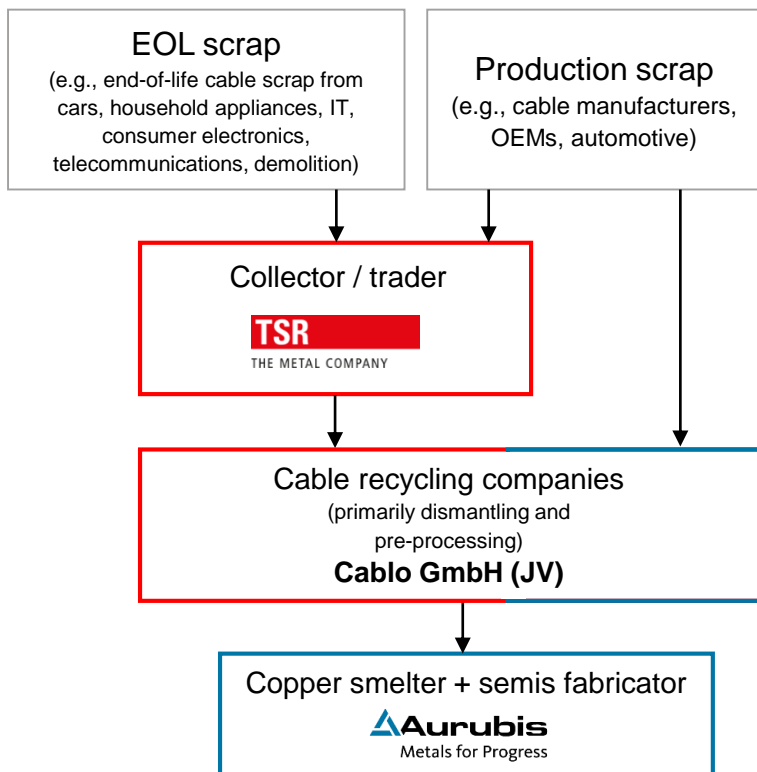 EOL scrap
(e.g., end-of-life cable scrap from
cars, household appliances, IT,
consumer electronics,
telecommunications, demolition)
Production scrap
(e.g., cable manufacturers,
OEMs, automotive)
Collector / trader
TSR
THE METAL COMPANY
Cable recycling companies
(primarily dismantling and
pre-processing)
Cablo GmbH (JV)
Copper smelter + semis fabricator
Aurubis
Metals for Progress